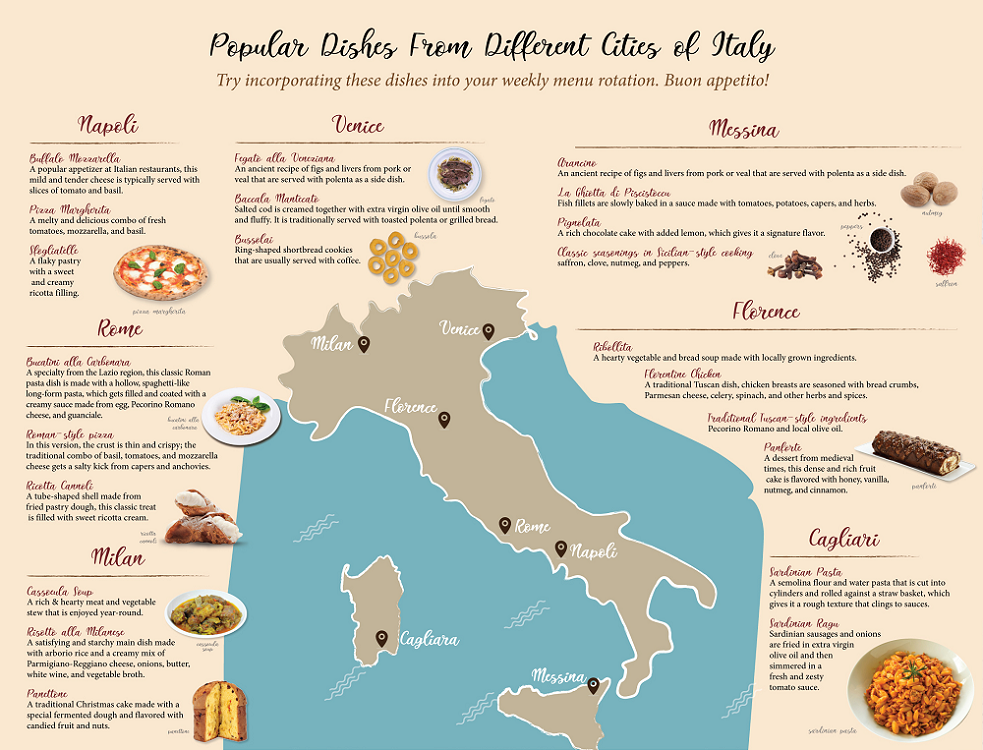 Popular Dishes From Different Cities of Italy
Try incorporating these dishes into your weekly menu rotation. Buon appetito!
Napoli
Buffalo Mozzarella
A popular appetizer at Italian restaurants, this
mild and tender cheese is typically served with
slices of tomato and basil.
Pizza Margherita
A melty and delicious combo of fresh
tomatoes, mozzarella, and basil.
Sfogliatelle
A flaky pastry
with a sweet
and creamy
ricotta filling.
pizza margherita
Venice
Fegato alla Veneziana
An ancient recipe of figs and livers from pork or
veal that are served with polenta as a side dish.
fegato
Baccala Mantecato
Salted cod is creamed together with extra virgin olive oil until smooth
and fluffy. It is traditionally served with toasted polenta or grilled bread.
Bussolai
Ring-shaped shortbread cookies
that are usually served with coffee.
bussola
Messina
Arancino
An ancient recipe of figs and livers from pork or veal that are served with polenta as a side dish.
La Ghiotta di Piscistoccu
Fish fillets are slowly baked in a sauce made with tomatoes, potatoes, capers, and herbs.
Pignolata
A rich chocolate cake with added lemon, which gives it a signature flavor.
Classic seasonings in Sicilian-style cooking
saffron, clove, nutmeg, and peppers.
nutmeg
peppers
clove
saffron
Rome
Bucatini alla Carbonara
A specialty from the Lazio region, this classic Roman
pasta dish is made with a hollow, spaghetti-like
long-form pasta, which gets filled and coated with a
creamy sauce made from egg, Pecorino Romano
cheese, and guanciale.
bucatini alla
carbonara
Roman-style pizza
In this version, the crust is thin and crispy; the
traditional combo of basil, tomatoes, and mozzarella
cheese gets a salty kick from capers and anchovies.
Ricotta Cannoli
A tube-shaped shell made from
fried pastry dough, this classic treat
is filled with sweet ricotta cream.
ricotta
cannoli
Milan
Cassoeula Soup
A rich & hearty meat and vegetable
stew that is enjoyed year-round.
cassoeula
soup
Risotto alla Milanese
A satisfying and starchy main dish made
with arborio rice and a creamy mix of
Parmigiano-Reggiano cheese, onions, butter,
white wine, and vegetable broth.
Panettone
A traditional Christmas cake made with a
special fermented dough and flavored with
candied fruit and nuts.
panettone
Florence
Ribollita
A hearty vegetable and bread soup made with locally grown ingredients.
Florentine Chicken
A traditional Tuscan dish, chicken breasts are seasoned with bread crumbs,
Parmesan cheese, celery, spinach, and other herbs and spices.
Traditional Tuscan-style ingredients
Pecorino Romano and local olive oil.
Panforte
A dessert from medieval
times, this dense and rich fruit
cake is flavored with honey, vanilla,
nutmeg, and cinnamon.
panforte
Cagliari
Sardinian Pasta
A semolina flour and water pasta that is cut into
cylinders and rolled against a straw basket, which
gives it a rough texture that clings to sauces.
Sardinian Ragu
Sardinian sausages and onions
are fried in extra virgin
olive oil and then
simmered in a
fresh and zesty
tomato sauce.
sardinian pasta
Milan
Venice
Florence
Rome
Napoli
Cagliara
Messina